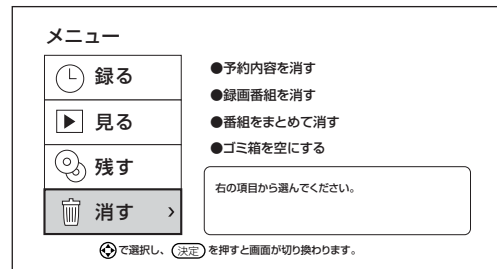 メニュー
録る
見る
残す
消す
●予約内容を消す
●録画番組を消す
●番組をまとめて消す
●ゴミ箱を空にする
右の項目から選んでください。
で選択し、決定を押すと画面が切り換わります。